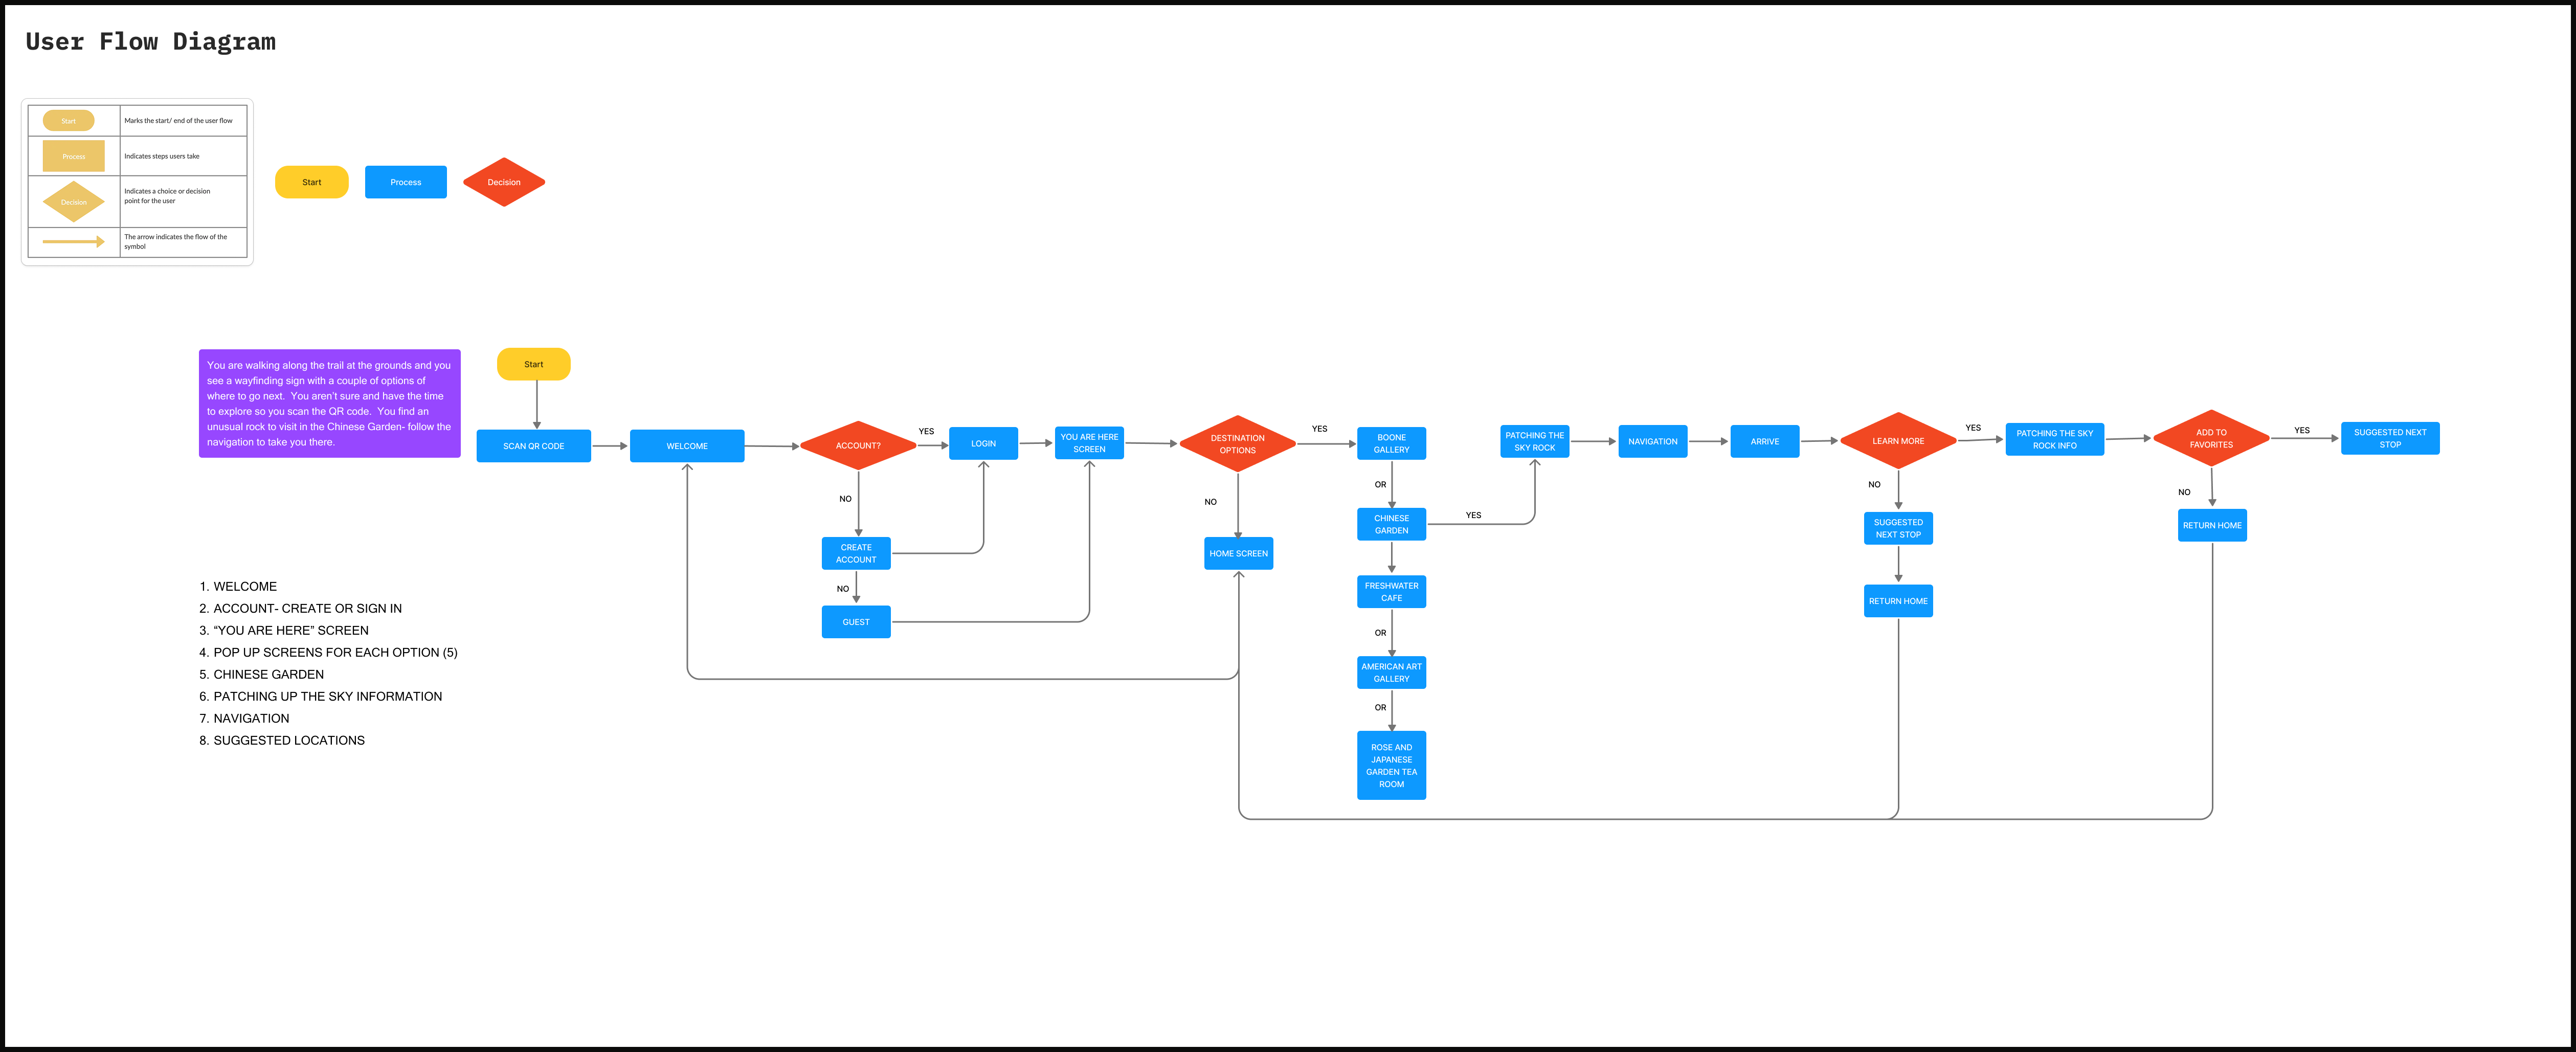 User Flow Diagram
Start
Marks the start/ end of the user flow
Process
Indicates steps users take
Decision
Indicates a choice or decision
point for the user
The arrow indicates the flow of the
symbol
Start
Process
Decision
You are walking along the trail at the grounds and you
see a wayfinding sign with a couple of options of
where to go next.  You aren't sure and have the time
to explore so you scan the QR code.  You find an
unusual rock to visit in the Chinese Garden- follow the
navigation to take you there.
Start
SCAN QR CODE
WELCOME
ACCOUNT?
YES
LOGIN
YOU ARE HERE
SCREEN
NO
CREATE
ACCOUNT
NO
GUEST
DESTINATION
OPTIONS
NO
HOME SCREEN
YES
BOONE
GALLERY
OR
CHINESE
GARDEN
YES
FRESHWATER
CAFE
OR
AMERICAN ART
GALLERY
OR
ROSE AND
JAPANESE
GARDEN TEA
ROOM
PATCHING THE
SKY ROCK
NAVIGATION
ARRIVE
LEARN MORE
NO
SUGGESTED
NEXT STOP
RETURN HOME
YES
PATCHING THE SKY
ROCK INFO
ADD TO
FAVORITES
NO
RETURN HOME
YES
SUGGESTED NEXT
STOP
1. WELCOME
2. ACCOUNT- CREATE OR SIGN IN
3. “YOU ARE HERE” SCREEN
4. POP UP SCREENS FOR EACH OPTION (5)
5. CHINESE GARDEN
6. PATCHING UP THE SKY INFORMATION
7. NAVIGATION
8. SUGGESTED LOCATIONS